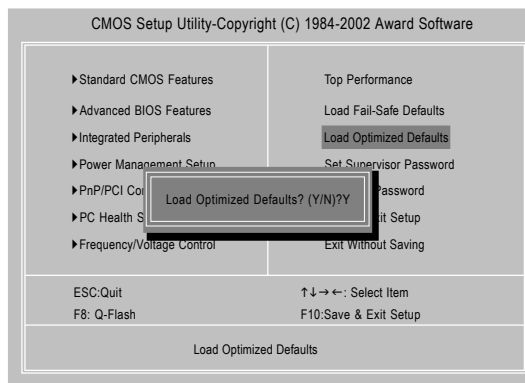 CMOS Setup Utility-Copyright (C) 1984-2002 Award Software
▶Standard CMOS Features
▶Advanced BIOS Features
▶Integrated Peripherals
▶Power Management Setup
▶PnP/PCI
▶PC Health
▶Frequency/Voltage Control
Top Performance
Load Fail-Safe Defaults
Load Optimized Defaults
Set Supervisor Password
Password
Setup
Exit Without Saving
Load Optimized Defaults? (Y/N)?Y
ESC:Quit
↑↓→←: Select Item
F8: Q-Flash
F10:Save & Exit Setup
Load Optimized Defaults